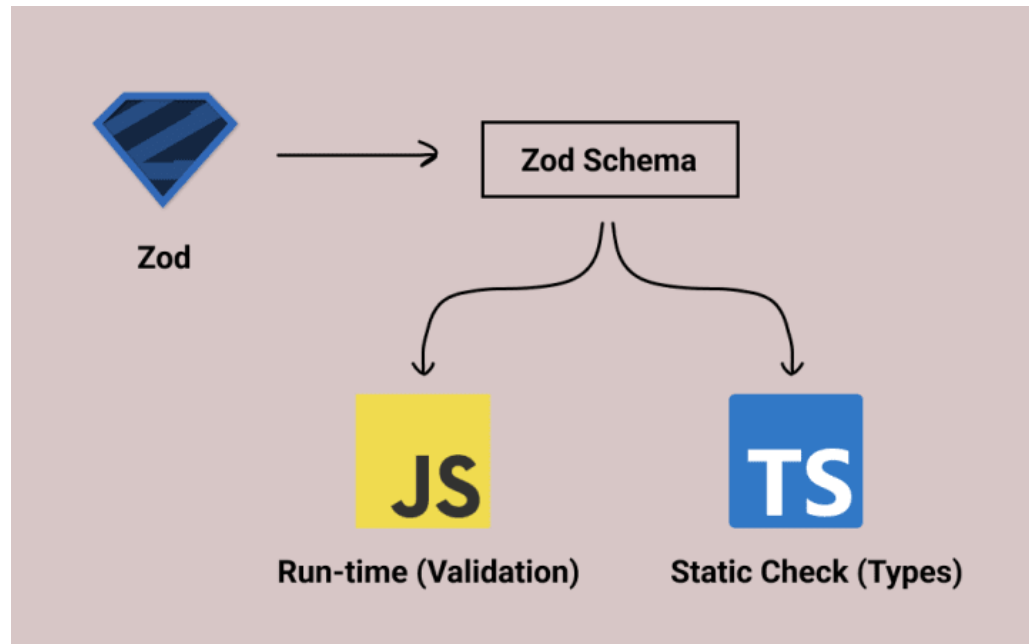 Zod Schema
Zod
JS
TS
Run-time (Validation)
Static Check (Types)